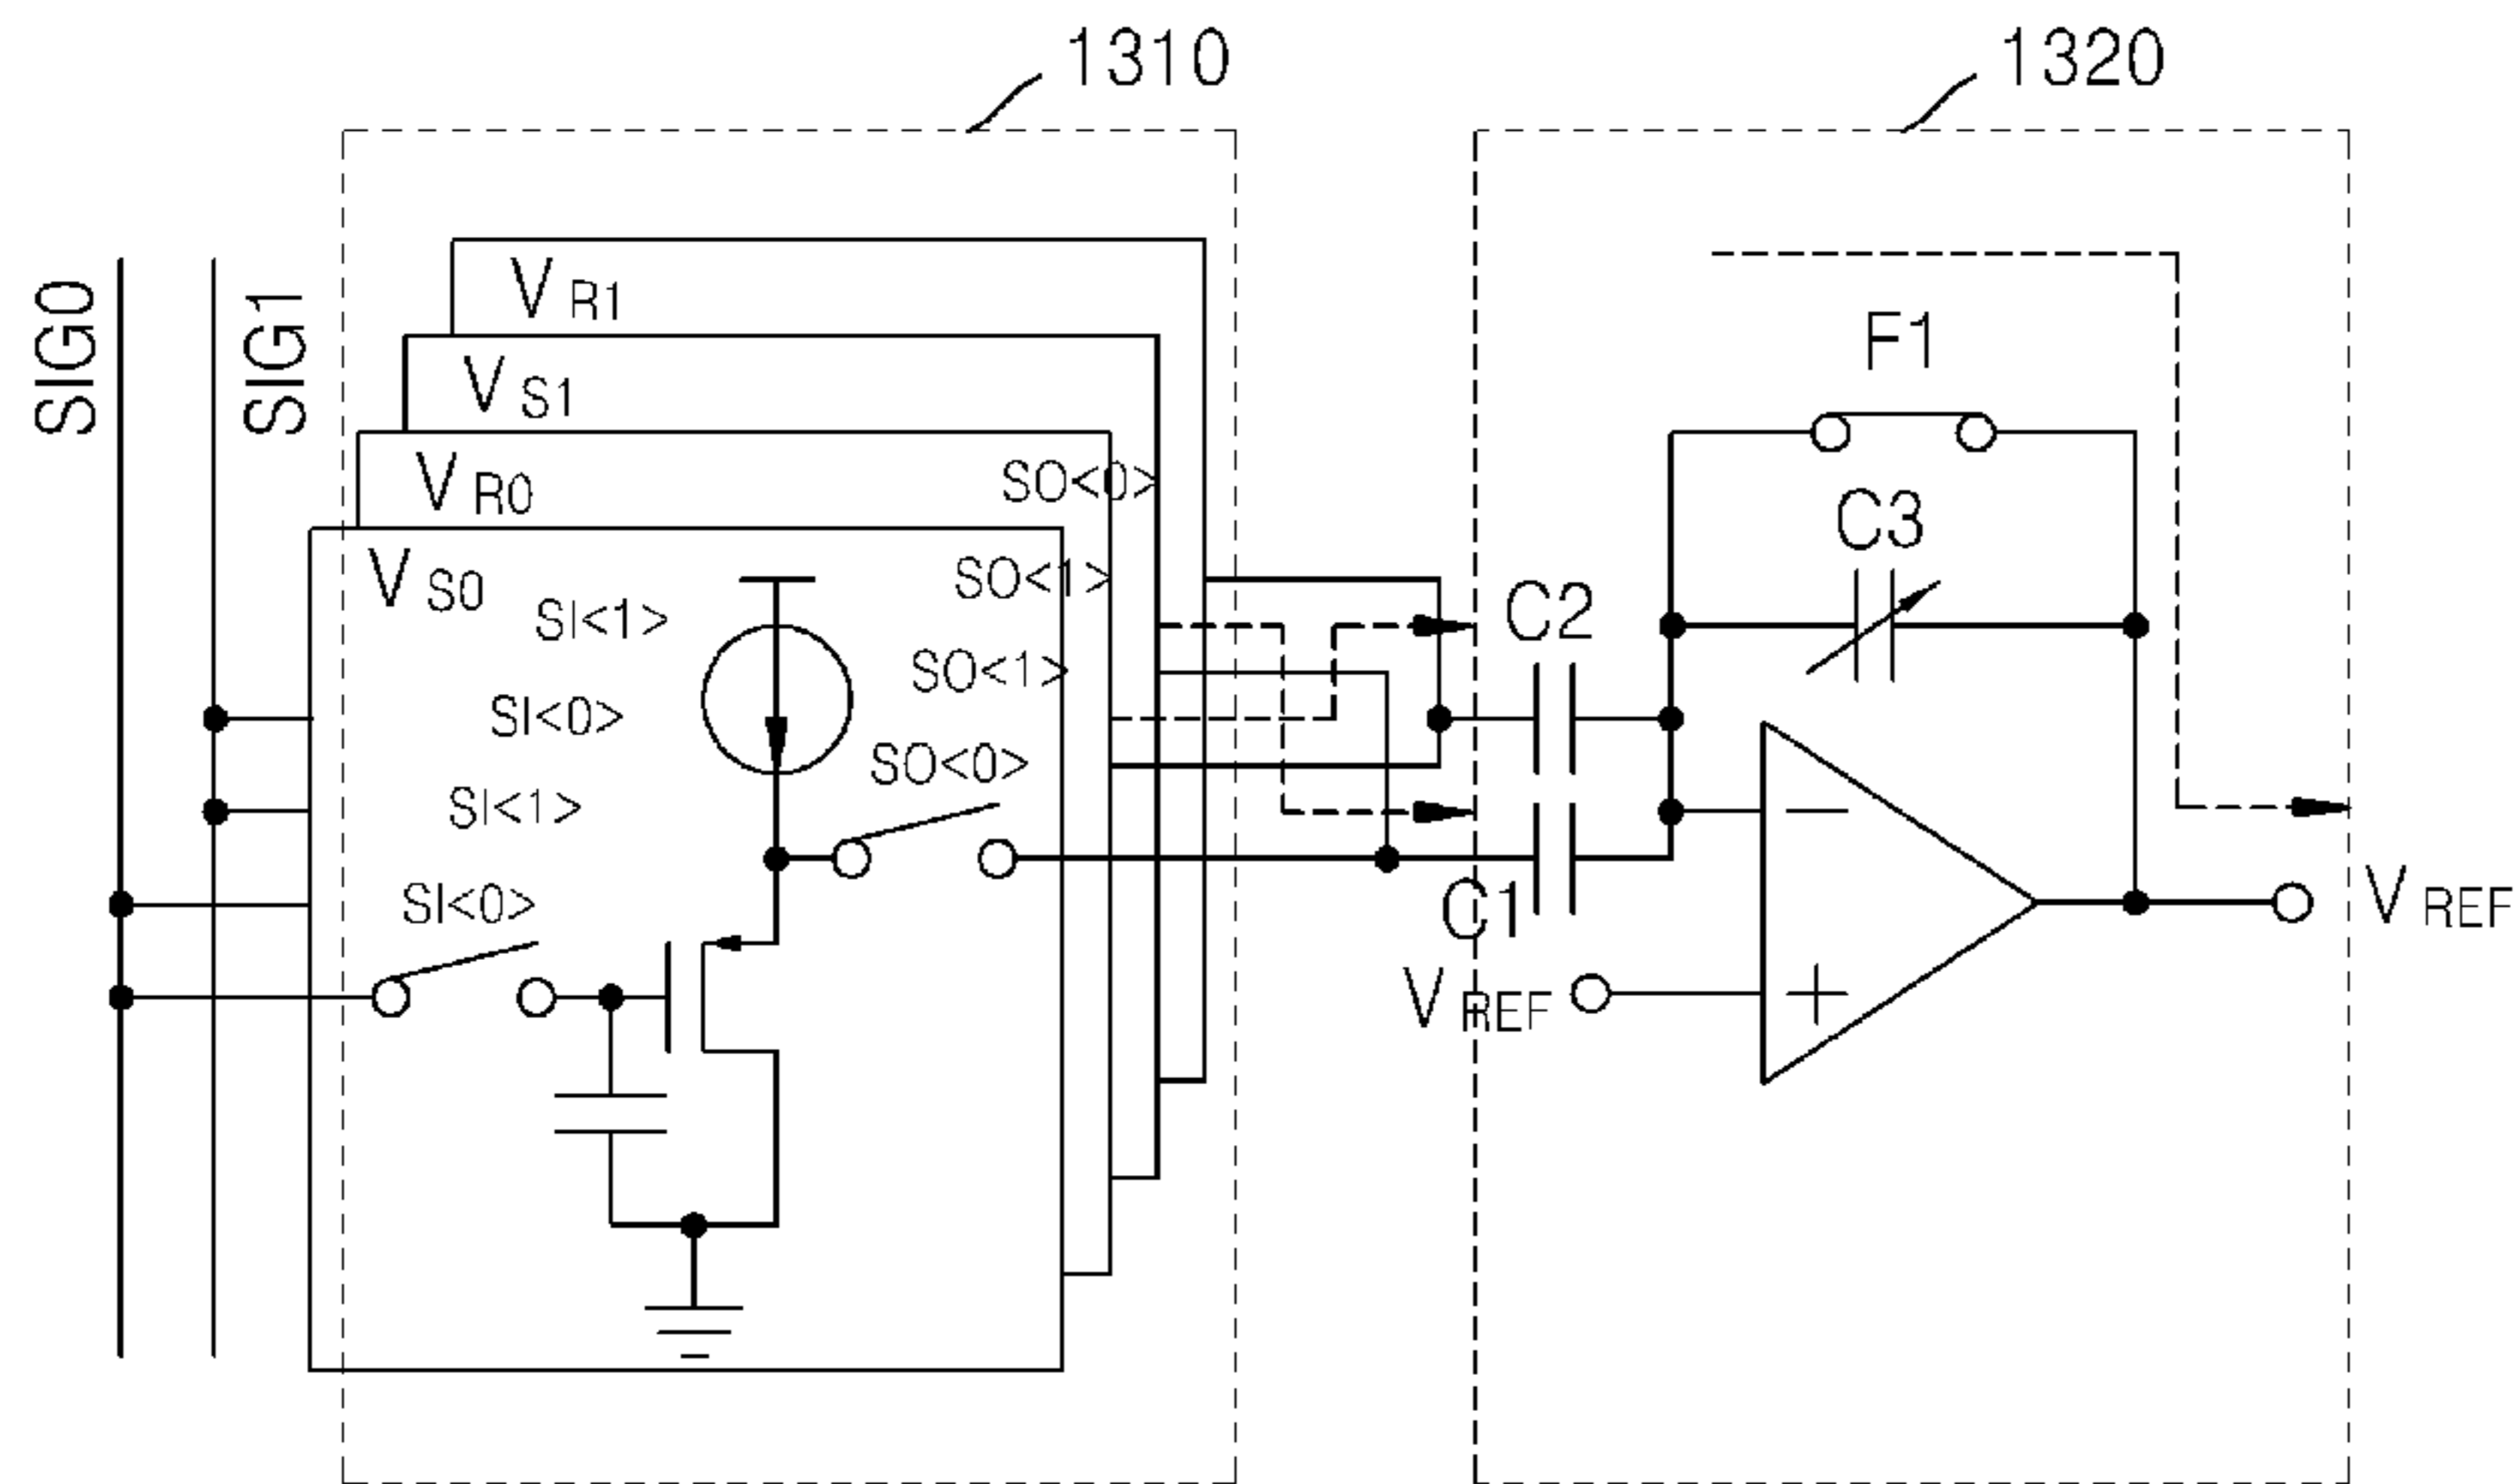 1310
1320
SIG0
SIG1
VR1
VS1
VR0
VS0
SO<0>
SO<1>
SO<1>
SO<0>
SI<1>
SI<0>
SI<1>
SI<0>
F1
C3
C2
C1
VREF
VREF